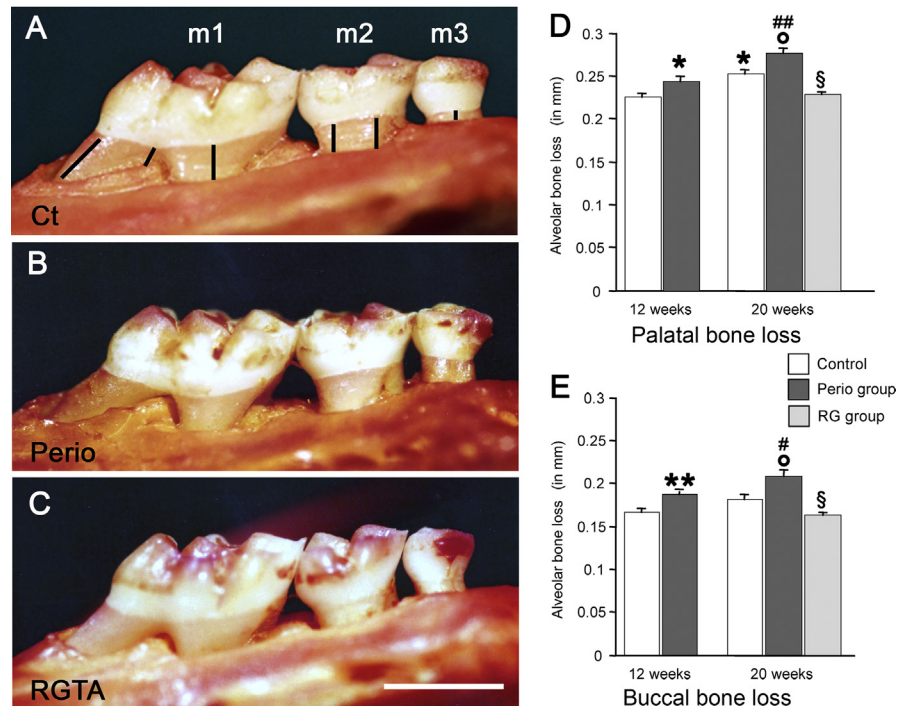 A
m1
m2
m3
Ct
B
Perio
C
RGTA
D
Alveolar bone loss (in mm)
0.3
0.25
0.2
0.15
0.1
0.05
0
*
*
##
§
12 weeks
20 weeks
Palatal bone loss
Control
Perio group
RG group
E
Alveolar bone loss (in mm)
0.3
0.25
0.2
0.15
0.1
0.05
0
**
#
§
12 weeks
20 weeks
Buccal bone loss